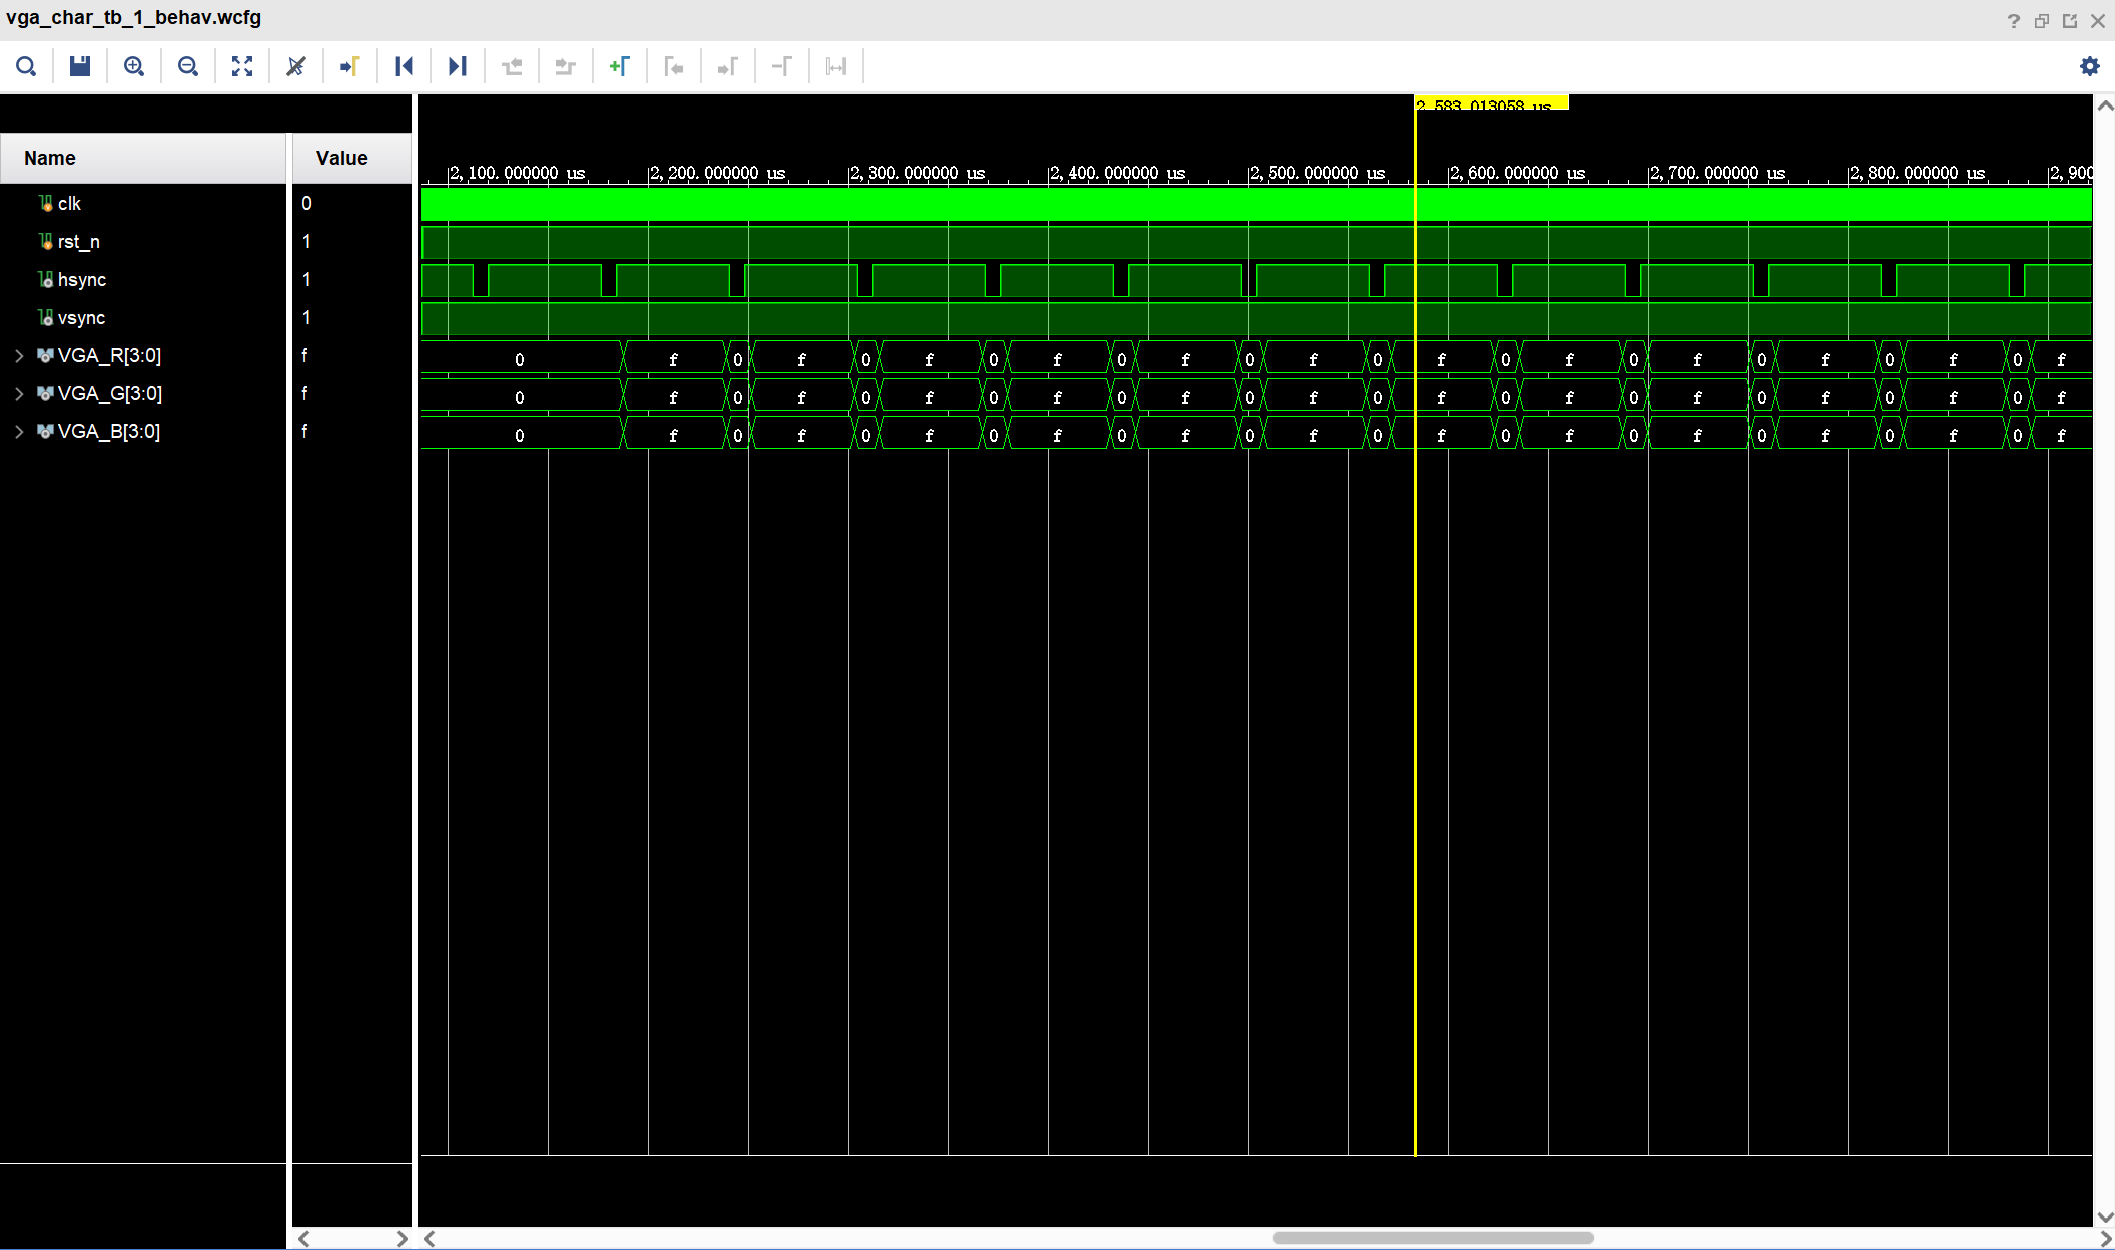 vga_char_tb_1_behav.wcfg
2,583.013058 us
Name Value
2,100.000000 us 2,200.000000 us 2,300.000000 us 2,400.000000 us 2,500.000000 us 2,600.000000 us 2,700.000000 us 2,800.000000 us 2,900
clk 0
rst_n 1
hsync 1
vsync 1
VGA_R[3:0] f 0 f 0 f 0 f 0 f 0 f 0 f 0 f 0 f 0 f 0 f 0 f 0 f
VGA_G[3:0] f 0 f 0 f 0 f 0 f 0 f 0 f 0 f 0 f 0 f 0 f 0 f 0 f
VGA_B[3:0] f 0 f 0 f 0 f 0 f 0 f 0 f 0 f 0 f 0 f 0 f 0 f 0 f